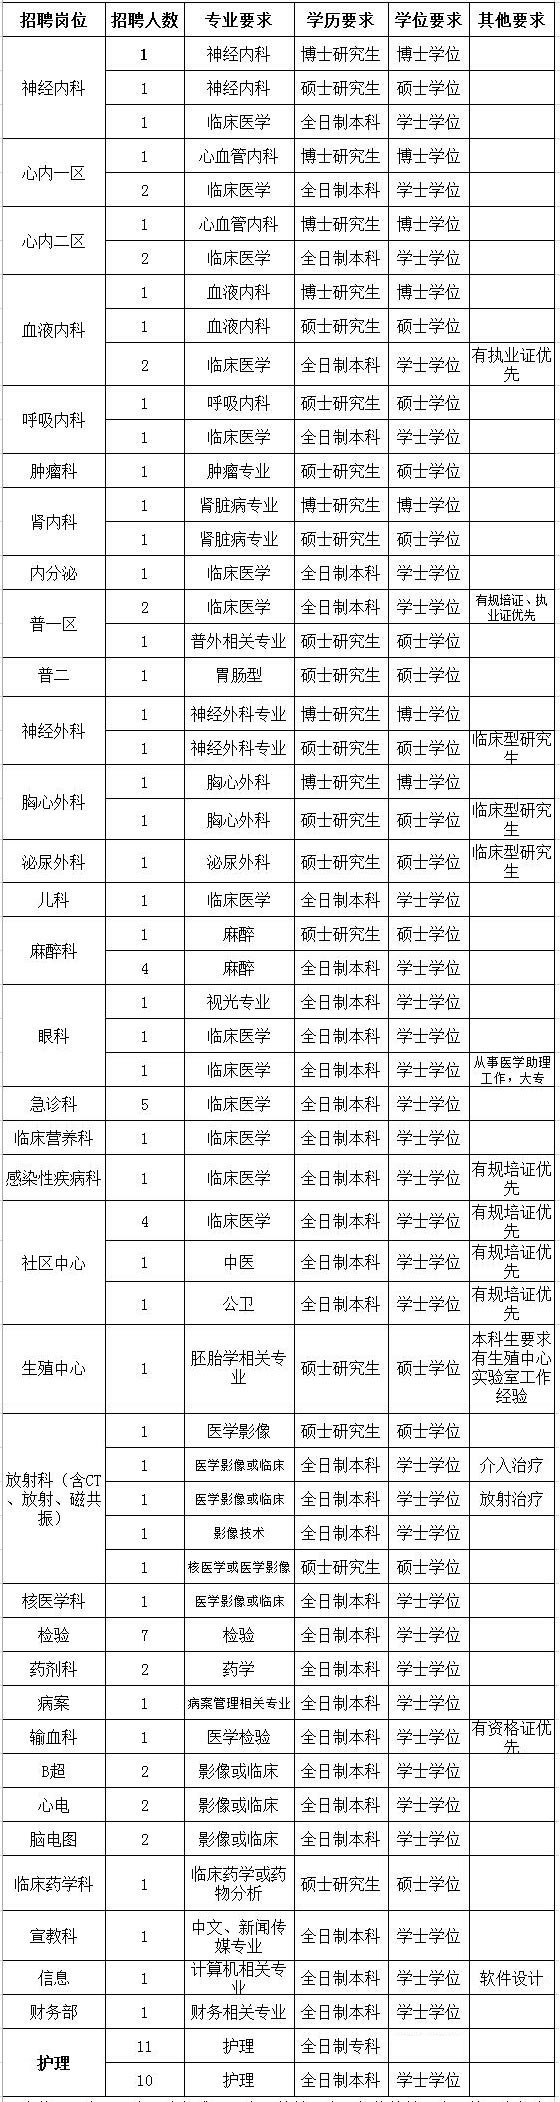 招聘岗位 招聘人数 专业要求 学历要求 学位要求 其他要求
神经内科 1 神经内科 博士研究生 博士学位
1 神经内科 硕士研究生 硕士学位
1 临床医学 全日制本科 学士学位
心内一区 1 心血管内科 博士研究生 博士学位
2 临床医学 全日制本科 学士学位
心内二区 1 心血管内科 博士研究生 博士学位
2 临床医学 全日制本科 学士学位
血液内科 1 血液内科 博士研究生 博士学位
1 血液内科 硕士研究生 硕士学位
2 临床医学 全日制本科 学士学位 有执业证优
先
呼吸内科 1 呼吸内科 硕士研究生 硕士学位
1 临床医学 全日制本科 学士学位
肿瘤科 1 肿瘤专业 硕士研究生 硕士学位
肾内科 1 肾脏病专业 博士研究生 博士学位
1 肾脏病专业 硕士研究生 硕士学位
内分泌 1 临床医学 全日制本科 学士学位
普一区 2 临床医学 全日制本科 学士学位 有规培证、执
业证优先
1 普外相关专业 硕士研究生 硕士学位
普二 1 胃肠型 硕士研究生 硕士学位
神经外科 1 神经外科专业 博士研究生 博士学位
1 神经外科专业 硕士研究生 硕士学位 临床型研究
生
胸心外科 1 胸心外科 博士研究生 博士学位
1 胸心外科 硕士研究生 硕士学位 临床型研究
生
泌尿外科 1 泌尿外科 硕士研究生 硕士学位 临床型研究
生
儿科 1 临床医学 全日制本科 学士学位
麻醉科 1 麻醉 硕士研究生 硕士学位
4 麻醉 全日制本科 学士学位
眼科 1 视光专业 全日制本科 学士学位
1 临床医学 全日制本科 学士学位
1 临床医学 全日制本科 学士学位 从事医学助理
工作，大专
急诊科 5 临床医学 全日制本科 学士学位
临床营养科 1 临床医学 全日制本科 学士学位
感染性疾病科 1 临床医学 全日制本科 学士学位 有规培证优
先
社区中心 4 临床医学 全日制本科 学士学位 有规培证优
先
1 中医 全日制本科 学士学位 有规培证优
先
1 公卫 全日制本科 学士学位 有规培证优
先
生殖中心 1 胚胎学相关专
业 硕士研究生 硕士学位 本科生要求
有生殖中心
实验室工作
经验
放射科（含CT
、放射、磁共
振） 1 医学影像 硕士研究生 硕士学位
1 医学影像或临床 全日制本科 学士学位 介入治疗
1 医学影像或临床 全日制本科 学士学位 放射治疗
1 影像技术 全日制本科 学士学位
1 核医学或医学影像 硕士研究生 硕士学位
核医学科 1 医学影像或临床 全日制本科 学士学位
检验 7 检验 全日制本科 学士学位
药剂科 2 药学 全日制本科 学士学位
病案 1 病案管理相关专业 全日制本科 学士学位
输血科 1 医学检验 全日制本科 学士学位 有资格证优
先
B超 2 影像或临床 全日制本科 学士学位
心电 2 影像或临床 全日制本科 学士学位
脑电图 2 影像或临床 全日制本科 学士学位
临床药学科 1 临床药学或药
物分析 硕士研究生 硕士学位
宣教科 1 中文、新闻传
媒专业 全日制本科 学士学位
信息 1 计算机相关专
业 全日制本科 学士学位 软件设计
财务部 1 财务相关专业 全日制本科 学士学位
护理 11 护理 全日制专科
10 护理 全日制本科 学士学位